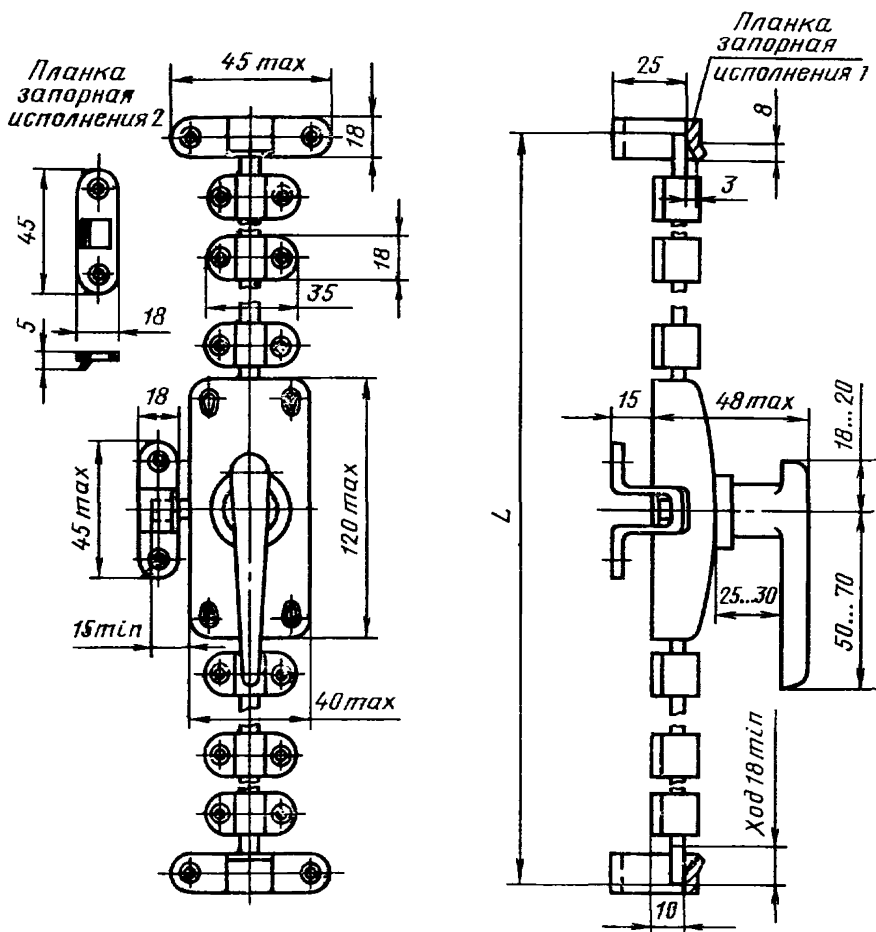 Планка
запорная
исполнения 2
45 max
18
45
18
5
18
35
18
45 max
15 min
120 max
40 max
Планка
запорная
исполнения 1
25
8
3
15
48 max
18...20
L
25...30
50...70
Ход 18 min
10